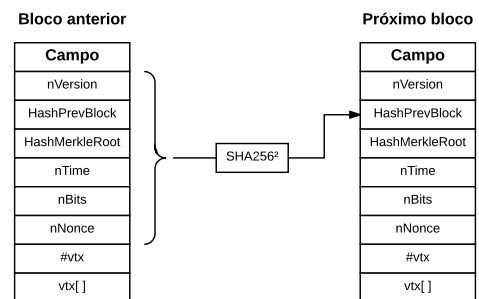 Bloco anterior
Campo
nVersion
HashPrevBlock
HashMerkleRoot
nTime
nBits
nNonce
#vtx
vtx[ ]
SHA256²
Próximo bloco
Campo
nVersion
HashPrevBlock
HashMerkleRoot
nTime
nBits
nNonce
#vtx
vtx[ ]